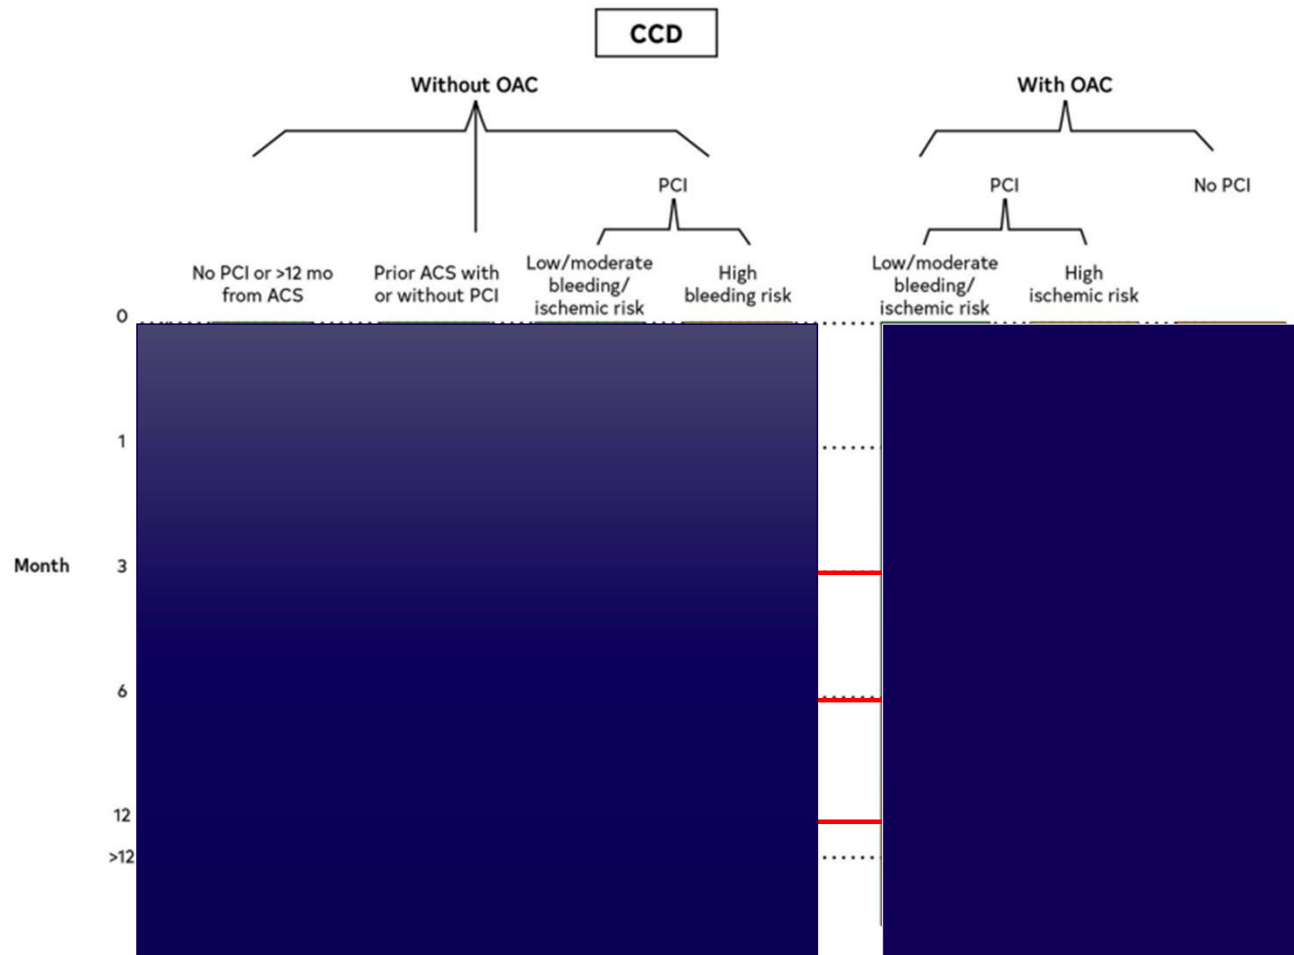 CCD
Without OAC
With OAC
PCI
PCI
No PCI
No PCI or >12 mo
from ACS
Prior ACS with
or without PCI
Low/moderate
bleeding/
ischemic risk
High
bleeding risk
Low/moderate
bleeding/
ischemic risk
High
ischemic risk
0
1
Month
3
6
12
>12